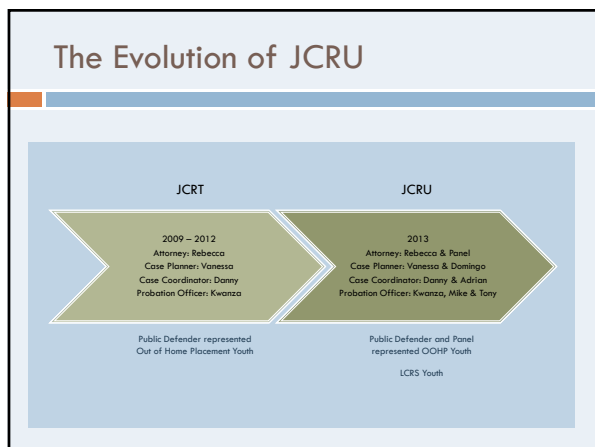 The Evolution of JCRU
JCRT
2009 – 2012
Attorney: Rebecca
Case Planner: Vanessa
Case Coordinator: Danny
Probation Officer: Kwanza
Public Defender represented
Out of Home Placement Youth
JCRU
2013
Attorney: Rebecca & Panel
Case Planner: Vanessa & Domingo
Case Coordinator: Danny & Adrian
Probation Officer: Kwanza, Mike & Tony
Public Defender and Panel
represented OOHP Youth
LCRS Youth